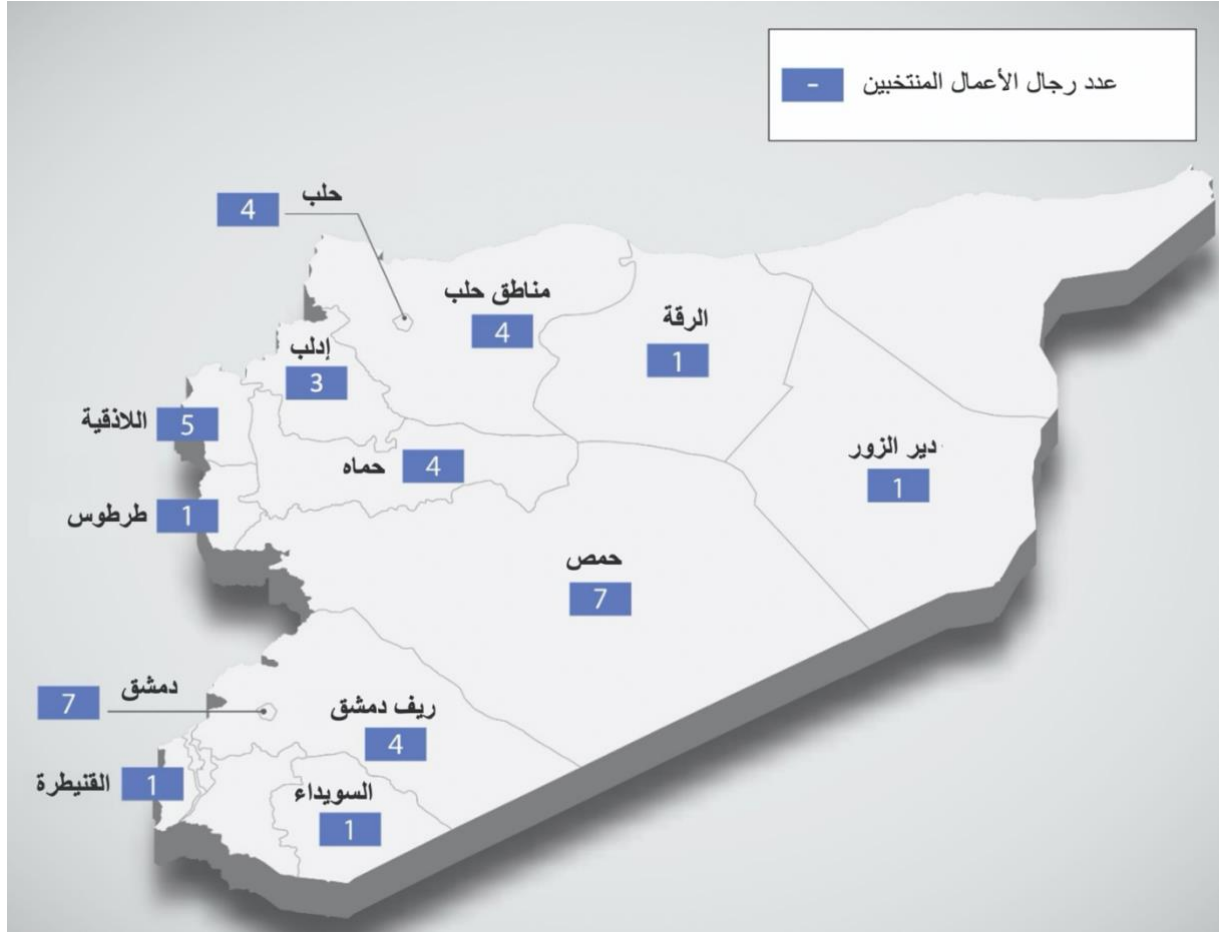 عدد رجال الأعمال المنتخبين -
حلب
4
مناطق حلب
4
الرقة
1
إدلب
3
اللاذقية
5
دير الزور
1
حماه
4
طرطوس
1
حمص
7
دمشق
7
ريف دمشق
4
القنيطرة
1
السويداء
1